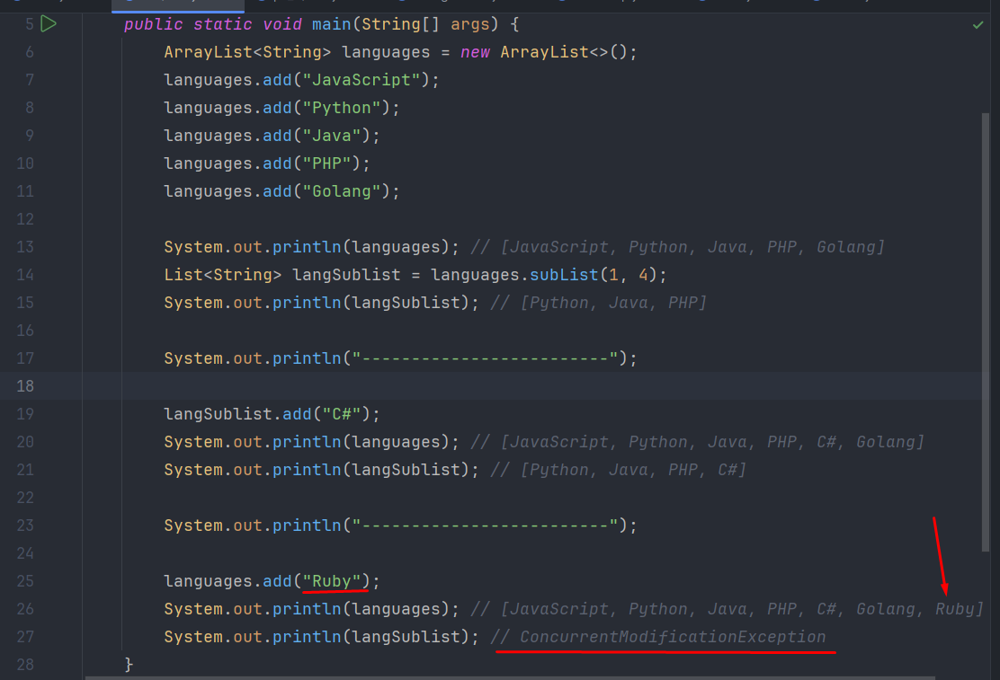 5 public static void main(String[] args) {
6 ArrayList<String> languages = new ArrayList<>();
7 languages.add("JavaScript");
8 languages.add("Python");
9 languages.add("Java");
10 languages.add("PHP");
11 languages.add("Golang");
12
13 System.out.println(languages); // [JavaScript, Python, Java, PHP, Golang]
14 List<String> langSublist = languages.subList(1, 4);
15 System.out.println(langSublist); // [Python, Java, PHP]
16
17 System.out.println("-------------------------");
18
19 langSublist.add("C#");
20 System.out.println(languages); // [JavaScript, Python, Java, PHP, C#, Golang]
21 System.out.println(langSublist); // [Python, Java, PHP, C#]
22
23 System.out.println("-------------------------");
24
25 languages.add("Ruby");
26 System.out.println(languages); // [JavaScript, Python, Java, PHP, C#, Golang, Ruby]
27 System.out.println(langSublist); // ConcurrentModificationException
28 }